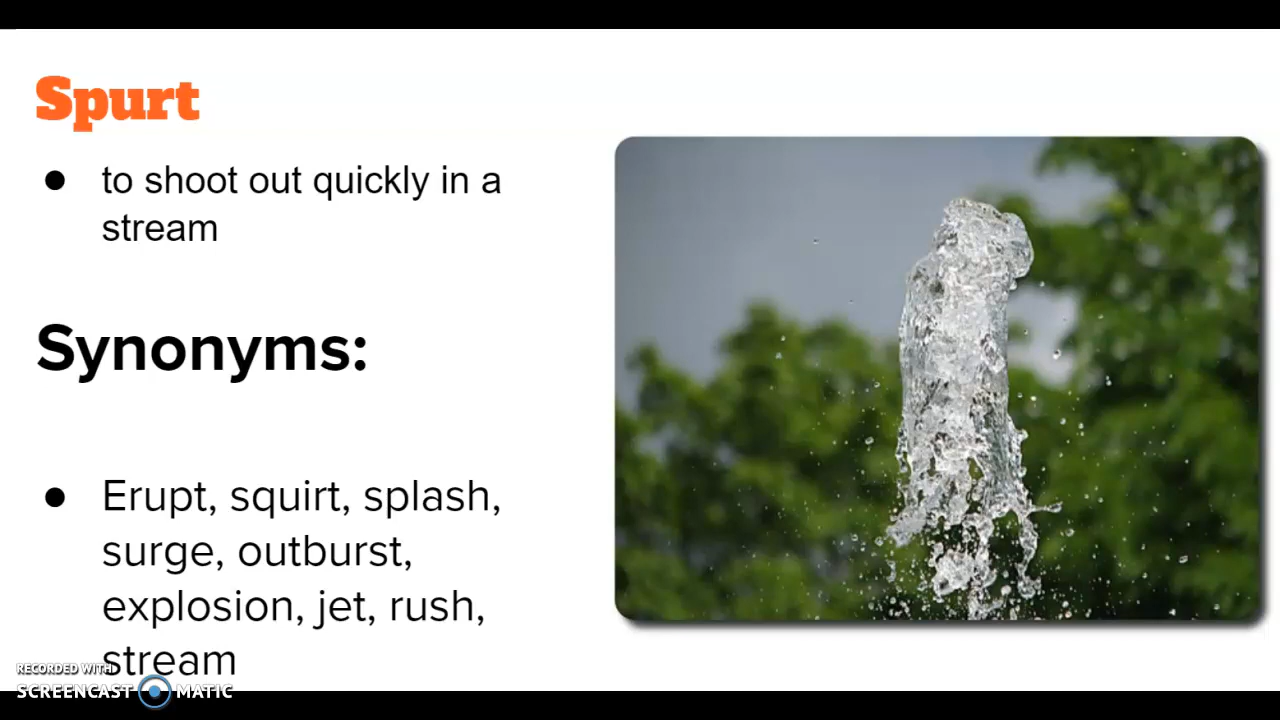 Spurt
● to shoot out quickly in a
stream
Synonyms:
● Erupt, squirt, splash,
surge, outburst,
explosion, jet, rush,
stream
RECORDED WITH
SCREENCAST MATIC